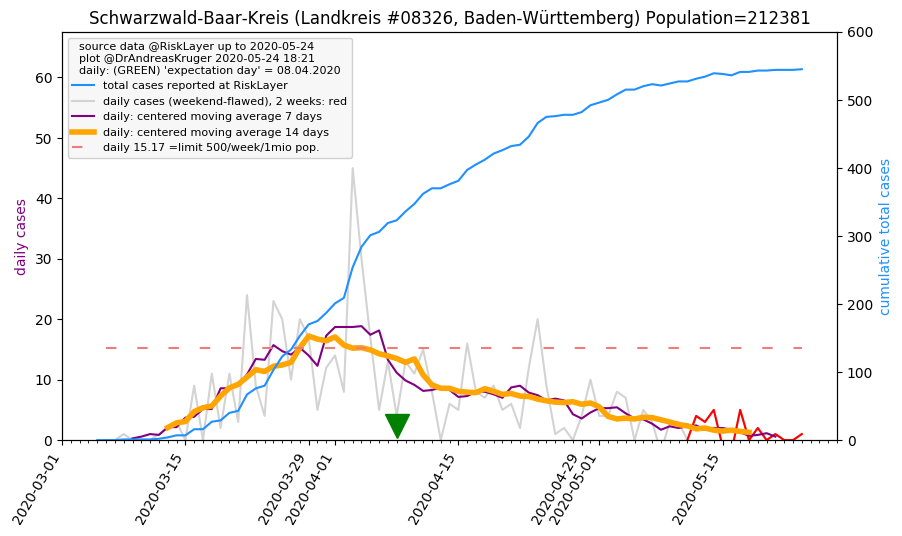 Schwarzwald-Baar-Kreis (Landkreis #08326, Baden-Württemberg) Population=212381
source data @RiskLayer up to 2020-05-24
plot @DrAndreasKruger 2020-05-24 18:21
daily: (GREEN) 'expectation day' = 08.04.2020
total cases reported at RiskLayer
daily cases (weekend-flawed), 2 weeks: red
daily: centered moving average 7 days
daily: centered moving average 14 days
daily 15.17 =limit 500/week/1mio pop.
daily cases
60
50
40
30
20
10
0
cumulative total cases
600
500
400
300
200
100
0
2020-03-01
2020-03-15
2020-03-29
2020-04-01
2020-04-15
2020-04-29
2020-05-01
2020-05-15